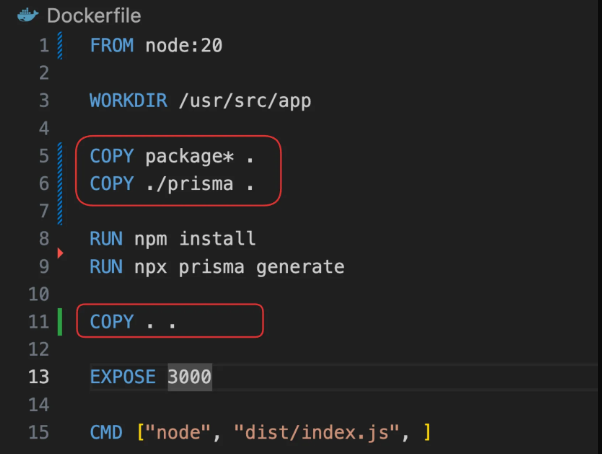 Dockerfile
1 FROM node:20
2
3 WORKDIR /usr/src/app
4
5 COPY package* .
6 COPY ./prisma .
7
8 RUN npm install
9 RUN npx prisma generate
10
11 COPY . .
12
13 EXPOSE 3000
14
15 CMD ["node", "dist/index.js", ]